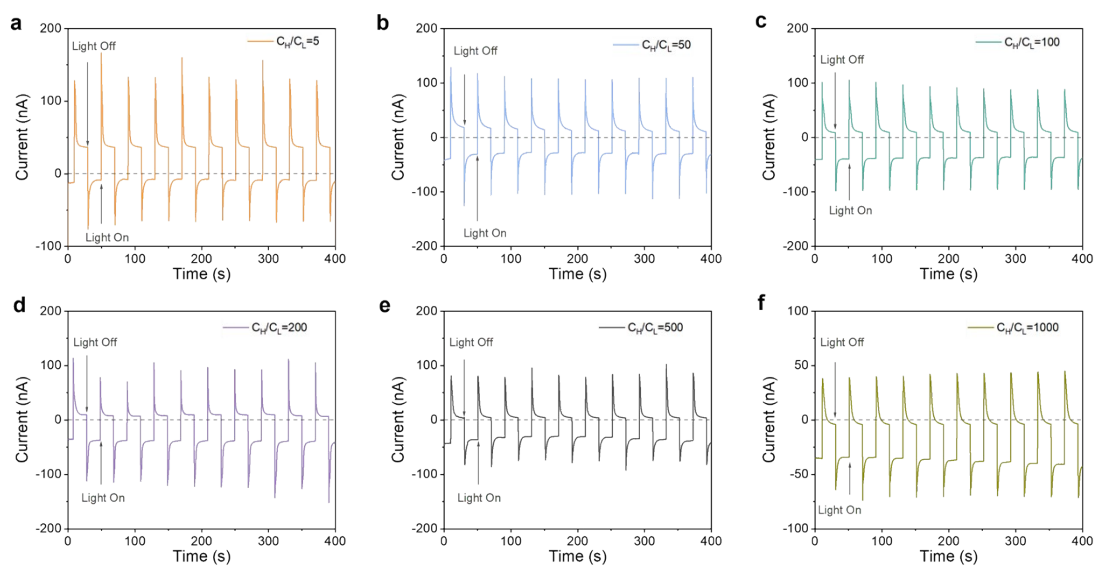 a
Light Off
C_H/C_L=5
Current (nA)
200
100
0
-100
Light On
0 100 200 300 400
Time (s)
b
Light Off
C_H/C_L=50
Current (nA)
200
100
0
-100
-200
Light On
0 100 200 300 400
Time (s)
c
Light Off
C_H/C_L=100
Current (nA)
200
100
0
-100
-200
Light On
0 100 200 300 400
Time (s)
d
Light Off
C_H/C_L=200
Current (nA)
200
100
0
-100
-200
Light On
0 100 200 300 400
Time (s)
e
Light Off
C_H/C_L=500
Current (nA)
200
100
0
-100
-200
Light On
0 100 200 300 400
Time (s)
f
Light Off
C_H/C_L=1000
Current (nA)
100
50
0
-50
-100
Light On
0 100 200 300 400
Time (s)